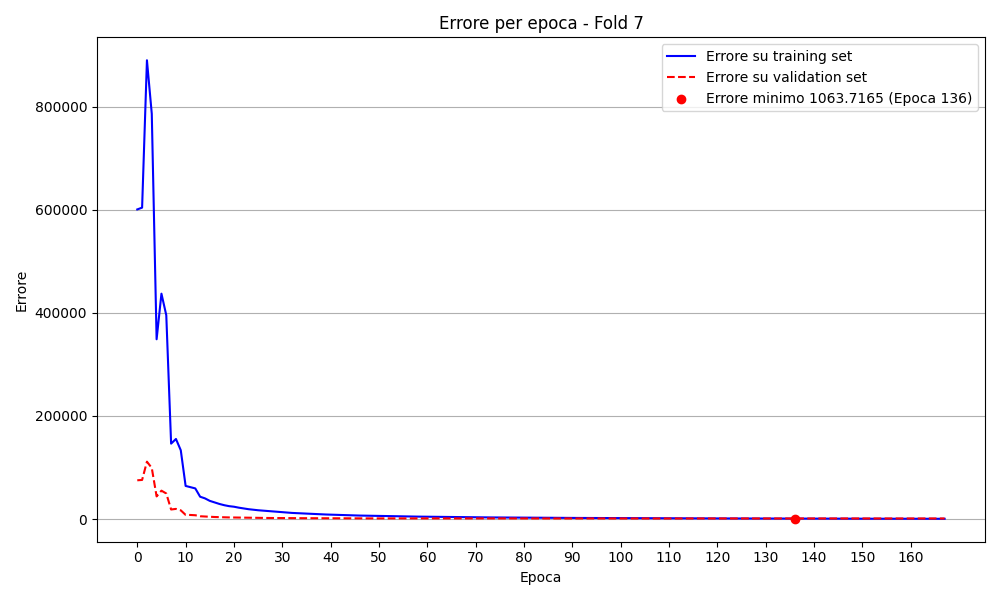 Errore per epoca - Fold 7
Errore su training set
Errore su validation set
Errore minimo 1063.7165 (Epoca 136)
Errore
800000
600000
400000
200000
0
0 10 20 30 40 50 60 70 80 90 100 110 120 130 140 150 160
Epoca